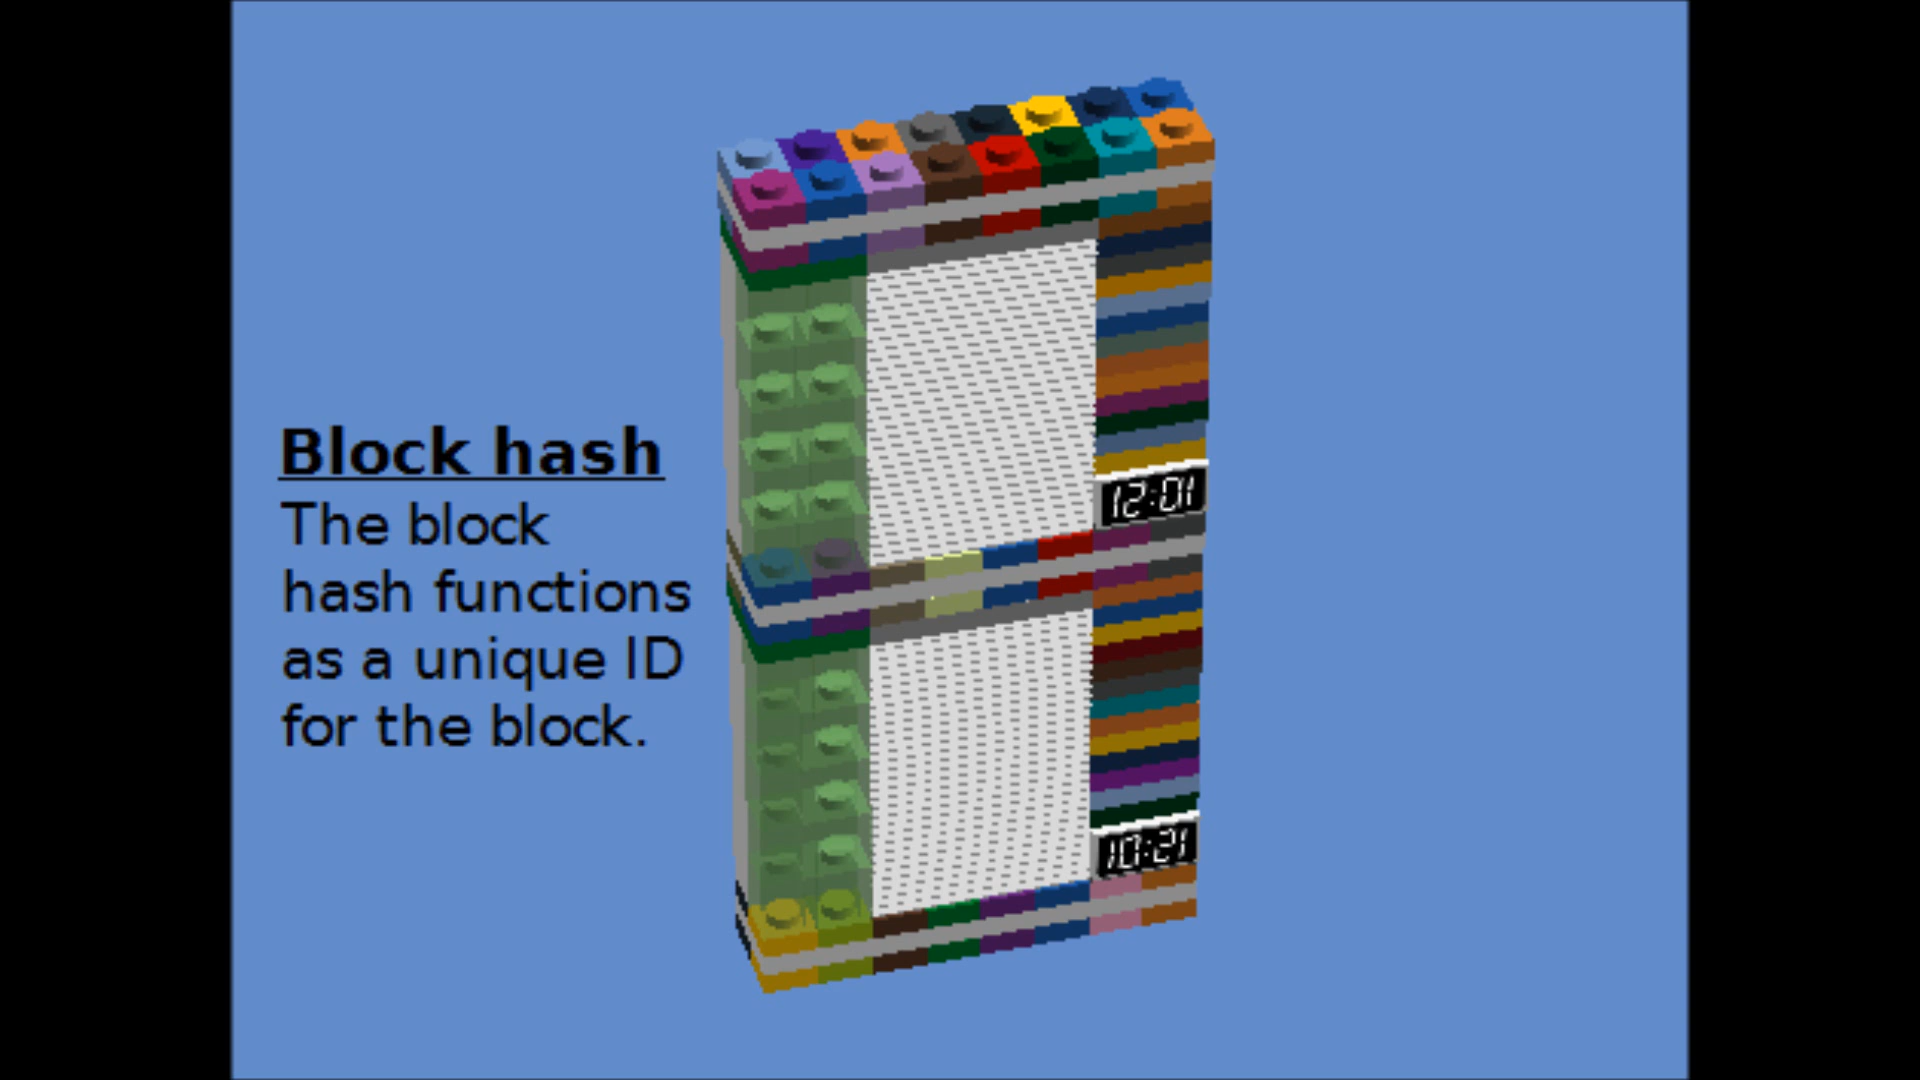 Block hash
The block
hash functions
as a unique ID
for the block.
12:01
10:21